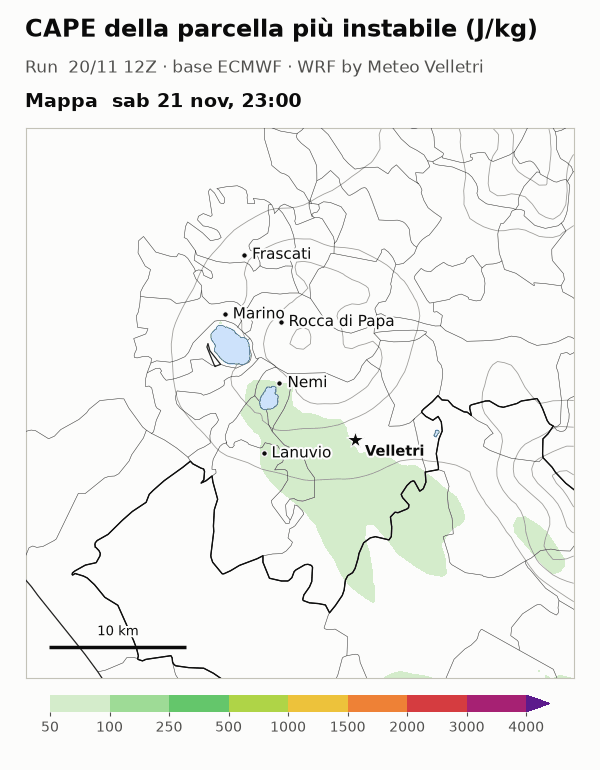 CAPE della parcella più instabile (J/kg)
Run  20/11 12Z · base ECMWF · WRF by Meteo Velletri
Mappa  sab 21 nov, 23:00
Frascati
Marino
Rocca di Papa
Nemi
Velletri
Lanuvio
10 km
50 100 250 500 1000 1500 2000 3000 4000